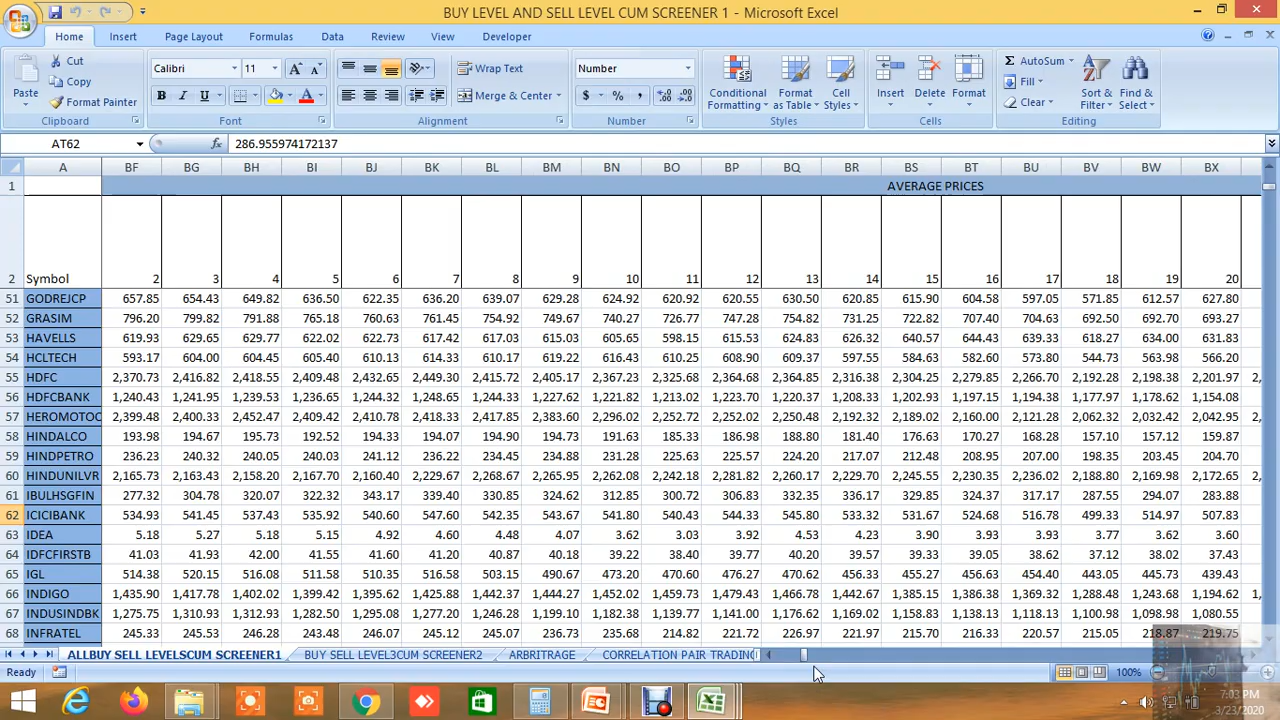 BUY LEVEL AND SELL LEVEL CUM SCREENER 1 - Microsoft Excel
Home Insert Page Layout Formulas Data Review View Developer
Cut
Copy
Format Painter
Paste
Clipboard
Calibri 11
B I U A
Font
Wrap Text
Merge & Center
Alignment
Number
$ % ,
Number
Conditional Formatting
Format as Table
Cell Styles
Styles
Insert Delete Format
Cells
AutoSum
Fill
Clear
Sort & Filter
Find & Select
Editing
AT62 fx 286.955974172137
A BF BG BH BI BJ BK BL BM BN BO BP BQ BR BS BT BU BV BW BX
1 AVERAGE PRICES
2 Symbol 2 3 4 5 6 7 8 9 10 11 12 13 14 15 16 17 18 19 20
51 GODREJCP 657.85 654.43 649.82 636.50 622.35 636.20 639.07 629.28 624.92 620.92 620.55 630.50 620.85 615.90 604.58 597.05 571.85 612.57 627.80
52 GRASIM 796.20 799.82 791.88 765.18 760.63 761.45 754.92 749.67 740.27 726.77 747.28 754.82 731.25 722.82 707.40 704.63 692.50 692.70 693.27
53 HAVELLS 619.93 629.65 629.77 622.02 622.73 617.42 617.03 615.03 605.65 598.15 615.53 624.83 626.32 640.57 644.43 639.33 618.27 634.00 631.83
54 HCLTECH 593.17 604.00 604.45 605.40 610.13 614.33 610.17 619.22 616.43 610.25 608.90 609.37 597.55 584.63 582.60 573.80 544.73 563.98 566.20
55 HDFC 2,370.73 2,416.82 2,418.55 2,409.48 2,432.65 2,449.30 2,415.72 2,405.17 2,367.23 2,325.68 2,364.68 2,364.85 2,316.38 2,304.25 2,279.85 2,266.70 2,192.28 2,198.38 2,201.97 2,
56 HDFCBANK 1,240.43 1,241.95 1,239.53 1,236.65 1,244.32 1,248.65 1,244.33 1,227.62 1,221.82 1,213.02 1,223.70 1,220.37 1,208.33 1,202.93 1,197.15 1,194.38 1,177.97 1,178.62 1,154.08
57 HEROMOTOC 2,399.48 2,400.33 2,452.47 2,409.42 2,410.78 2,418.33 2,417.85 2,383.60 2,296.02 2,252.72 2,252.02 2,250.48 2,192.32 2,189.02 2,160.00 2,121.28 2,062.32 2,032.42 2,042.95 2,
58 HINDALCO 193.98 194.67 195.73 192.52 194.33 194.07 194.90 194.73 191.63 185.33 186.98 188.80 181.40 176.63 170.27 168.28 157.10 157.12 159.87
59 HINDPETRO 236.23 240.32 240.05 240.03 241.12 236.22 234.59 234.56 231.28 225.63 225.57 224.20 217.07 212.48 208.95 207.00 198.35 203.45 204.70
60 HINDUNILVR 2,165.73 2,163.43 2,158.20 2,167.70 2,160.40 2,229.67 2,268.67 2,265.95 2,262.08 2,242.18 2,281.82 2,260.17 2,229.70 2,245.55 2,230.12 2,236.02 2,188.80 2,169.98 2,172.65 2,
61 IBULHSGFIN 277.32 304.78 320.07 322.32 343.17 339.40 330.85 324.62 312.85 300.72 306.83 332.35 336.17 329.85 324.37 317.17 287.55 294.07 283.88
62 ICICIBANK 534.93 541.45 537.43 535.92 540.60 547.60 542.35 543.67 541.80 540.43 544.33 545.80 533.32 531.67 524.68 516.78 499.33 514.97 507.83
63 IDEA 5.18 5.27 5.18 5.15 4.92 4.60 4.48 4.07 3.62 3.03 3.77 4.53 4.23 3.90 3.93 3.93 3.77 3.62 3.60
64 IDFCFIRSTB 41.03 41.93 42.00 41.55 41.60 41.20 40.87 40.18 39.22 38.40 39.77 40.20 39.57 39.33 39.05 38.62 37.12 38.02 37.43
65 IGL 514.38 520.15 516.08 511.58 510.35 516.58 503.15 490.67 473.20 470.60 476.27 470.62 456.33 455.27 456.63 454.40 443.05 445.73 439.43
66 INDIGO 1,435.90 1,417.78 1,402.02 1,399.42 1,395.62 1,425.88 1,442.37 1,444.27 1,452.02 1,459.73 1,479.43 1,466.78 1,442.67 1,385.15 1,386.38 1,369.32 1,288.48 1,243.68 1,194.62 1,
67 INDUSINDBK 1,275.75 1,310.93 1,312.93 1,282.50 1,295.08 1,277.70 1,246.28 1,199.10 1,182.38 1,139.77 1,141.00 1,176.62 1,169.02 1,158.83 1,138.13 1,118.13 1,100.98 1,098.98 1,080.55
68 INFRATEL 245.33 245.53 246.28 243.48 246.07 245.12 245.07 236.73 235.68 214.82 221.72 226.97 221.97 215.70 216.33 220.57 215.05 218.87 219.75
ALLBUY SELL LEVELSCUM SCREENER1 BUY SELL LEVEL3CUM SCREENER2 ARBRITRAGE CORRELATION PAIR TRADING
Ready 100%
7:03 PM
3/23/2020